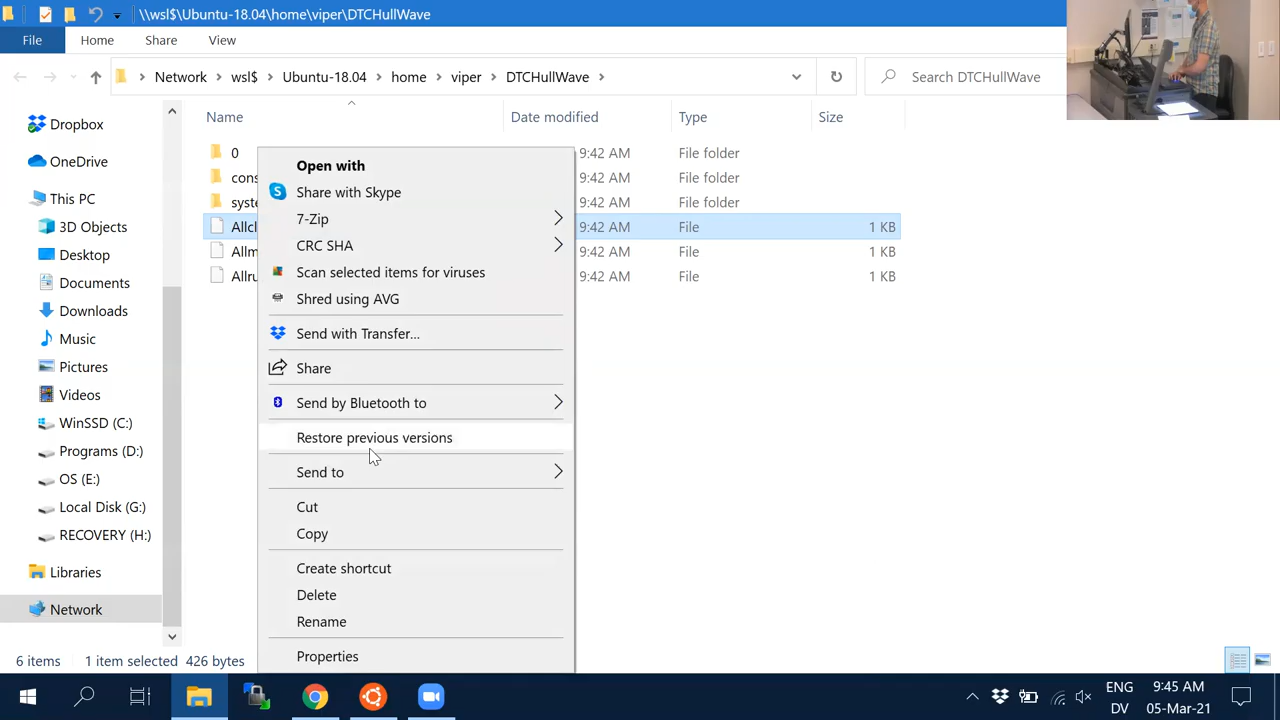 \\wsl$\Ubuntu-18.04\home\viper\DTCHullWave
File Home Share View
Network wsl$ Ubuntu-18.04 home viper DTCHullWave Search DTCHullWave
Name Date modified Type Size
Dropbox
OneDrive
This PC
3D Objects
Desktop
Documents
Downloads
Music
Pictures
Videos
WinSSD (C:)
Programs (D:)
OS (E:)
Local Disk (G:)
RECOVERY (H:)
Libraries
Network
0 9:42 AM File folder
cons 9:42 AM File folder
syste 9:42 AM File folder
Allcl 9:42 AM File 1 KB
Allm 9:42 AM File 1 KB
Allru 9:42 AM File 1 KB
Open with
Share with Skype
7-Zip
CRC SHA
Scan selected items for viruses
Shred using AVG
Send with Transfer...
Share
Send by Bluetooth to
Restore previous versions
Send to
Cut
Copy
Create shortcut
Delete
Rename
Properties
6 items 1 item selected 426 bytes
ENG 9:45 AM
DV 05-Mar-21